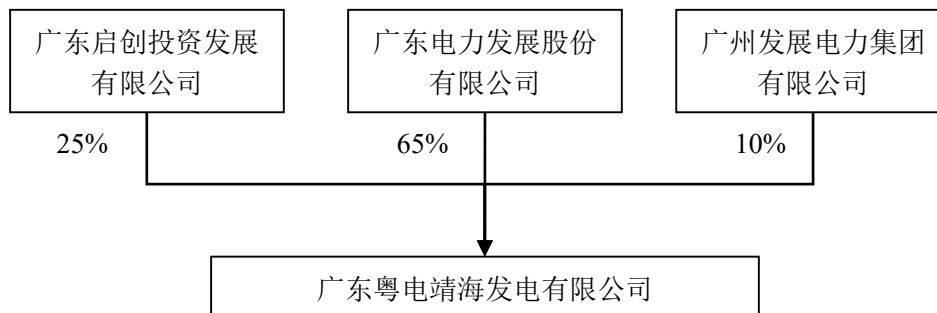 广东启创投资发展
有限公司
广东电力发展股份
有限公司
广州发展电力集团
有限公司
25%
65%
10%
广东粤电靖海发电有限公司